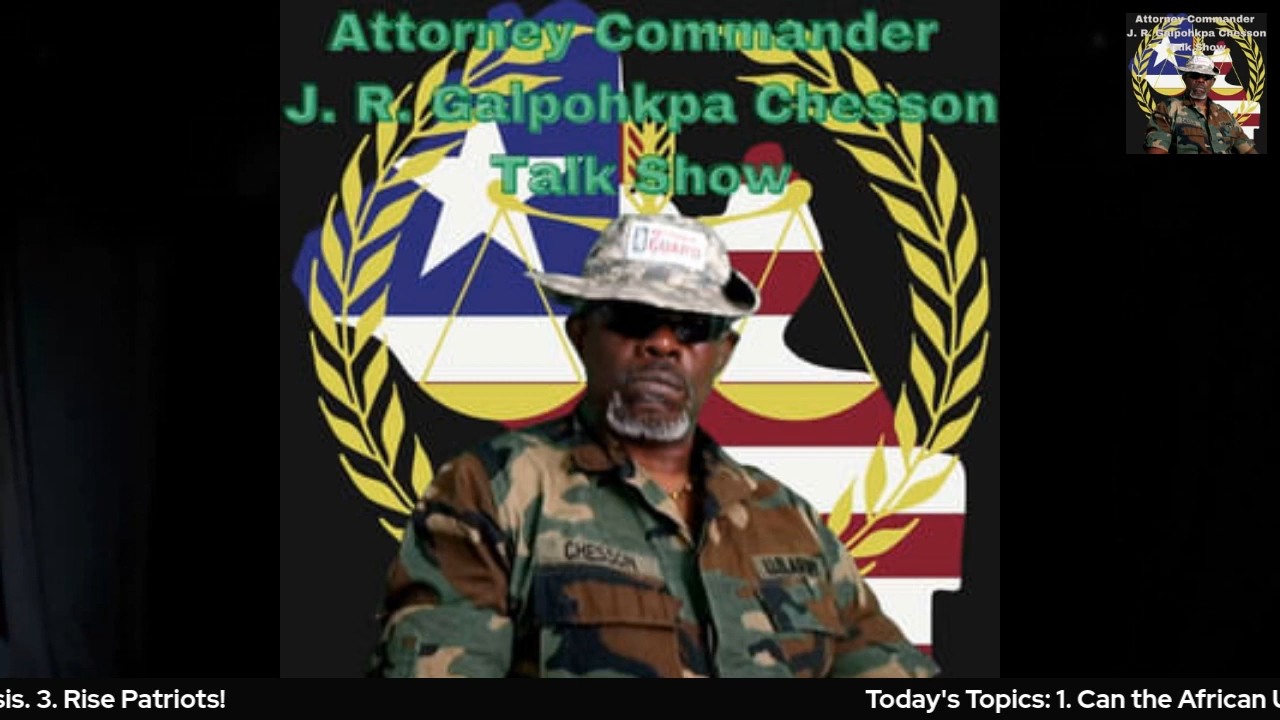 Attorney Commander
J. R. Galpohkpa Chesson
Talk Show
GUARD
CHESSON
U.S. ARMY
Attorney Commander
J. R. Galpohkpa Chesson
Talk Show
sis. 3. Rise Patriots!
Today's Topics: 1. Can the African U